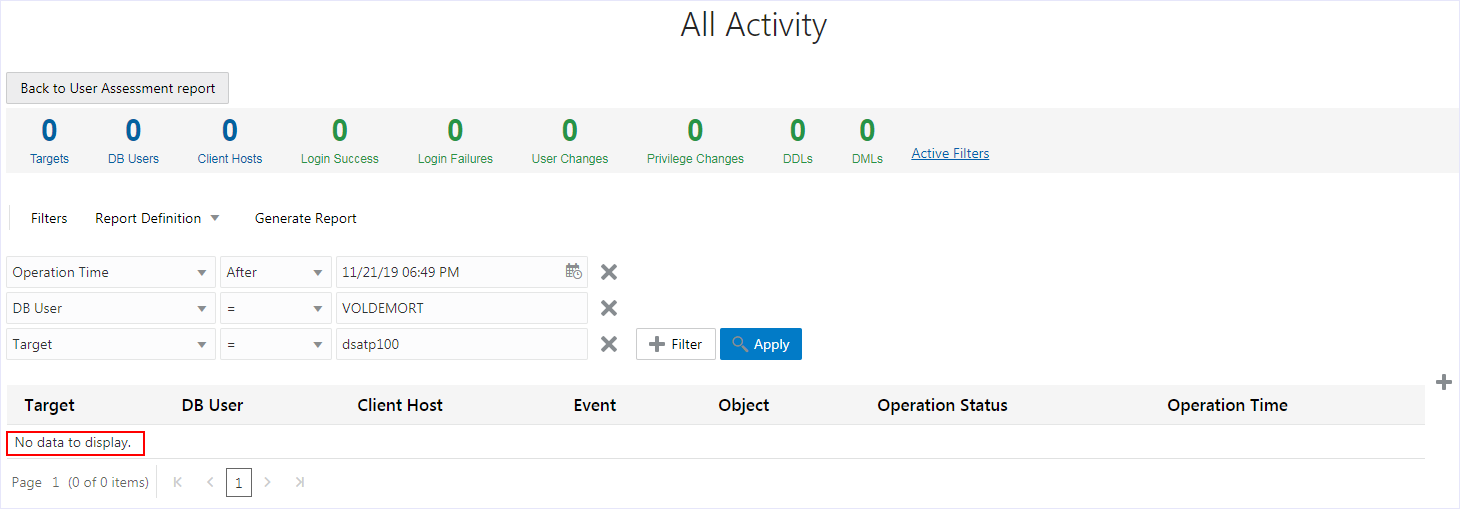 All Activity
Back to User Assessment report
0 0 0 0 0 0 0 0 0
Targets DB Users Client Hosts Login Success Login Failures User Changes Privilege Changes DDLs DMLs Active Filters
Filters Report Definition Generate Report
Operation Time After 11/21/19 06:49 PM
DB User = VOLDEMORT
Target = dsatp100 Filter Apply
Target DB User Client Host Event Object Operation Status Operation Time
No data to display.
Page 1 (0 of 0 items) 1